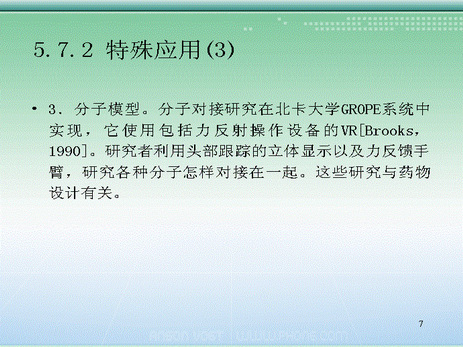 5.7.2 特殊应用(3)
• 3. 分子模型。分子对接研究在北卡大学GROPE系统中
实现，它使用包括力反射操作设备的VR[Brooks,
1990]。研究者利用头部跟踪的立体显示以及力反馈手
臂，研究各种分子怎样对接在一起。这些研究与药物
设计有关。
7